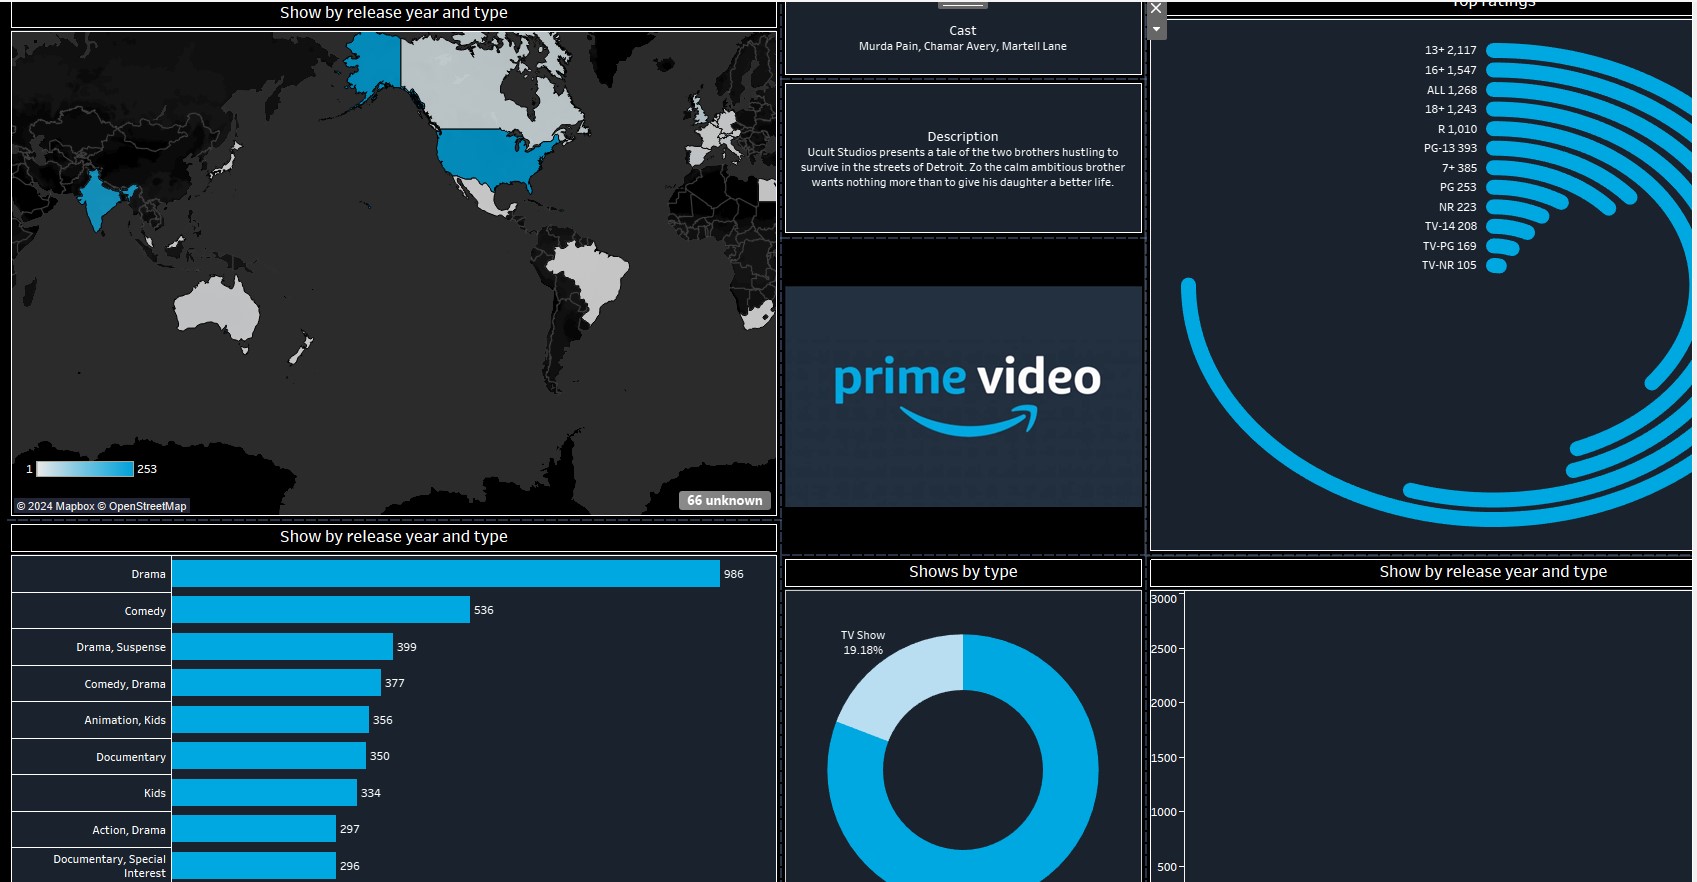 Show by release year and type
1
253
© 2024 Mapbox © OpenStreetMap
66 unknown
Show by release year and type
Drama
986
Comedy
536
Drama, Suspense
399
Comedy, Drama
377
Animation, Kids
356
Documentary
350
Kids
334
Action, Drama
297
Documentary, Special
Interest
296
Cast
Murda Pain, Chamar Avery, Martell Lane
Description
Ucult Studios presents a tale of the two brothers hustling to
survive in the streets of Detroit. Zo the calm ambitious brother
wants nothing more than to give his daughter a better life.
prime video
Shows by type
TV Show
19.18%
Top ratings
13+ 2,117
16+ 1,547
ALL 1,268
18+ 1,243
R 1,010
PG-13 393
7+ 385
PG 253
NR 223
TV-14 208
TV-PG 169
TV-NR 105
Show by release year and type
3000
2500
2000
1500
1000
500